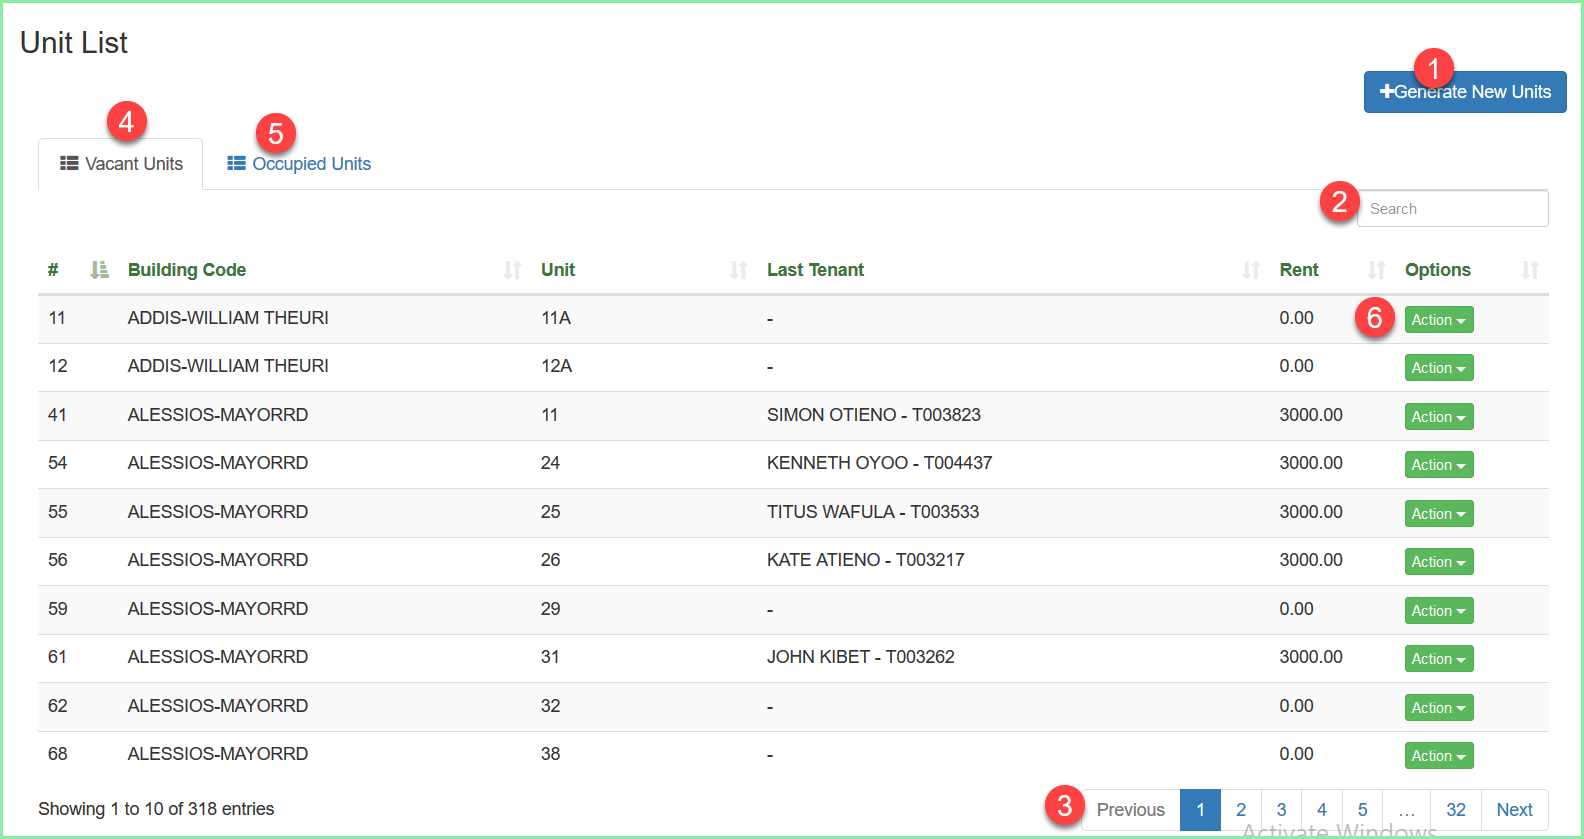 Unit List
1
+Generate New Units
4
5
Vacant Units Occupied Units
2 Search
# Building Code Unit Last Tenant Rent Options
11 ADDIS-WILLIAM THEURI 11A - 0.00 6 Action
12 ADDIS-WILLIAM THEURI 12A - 0.00 Action
41 ALESSIOS-MAYORRD 11 SIMON OTIENO - T003823 3000.00 Action
54 ALESSIOS-MAYORRD 24 KENNETH OYOO - T004437 3000.00 Action
55 ALESSIOS-MAYORRD 25 TITUS WAFULA - T003533 3000.00 Action
56 ALESSIOS-MAYORRD 26 KATE ATIENO - T003217 3000.00 Action
59 ALESSIOS-MAYORRD 29 - 0.00 Action
61 ALESSIOS-MAYORRD 31 JOHN KIBET - T003262 3000.00 Action
62 ALESSIOS-MAYORRD 32 - 0.00 Action
68 ALESSIOS-MAYORRD 38 - 0.00 Action
Showing 1 to 10 of 318 entries 3 Previous 1 2 3 4 5 ... 32 Next
Activate Windows